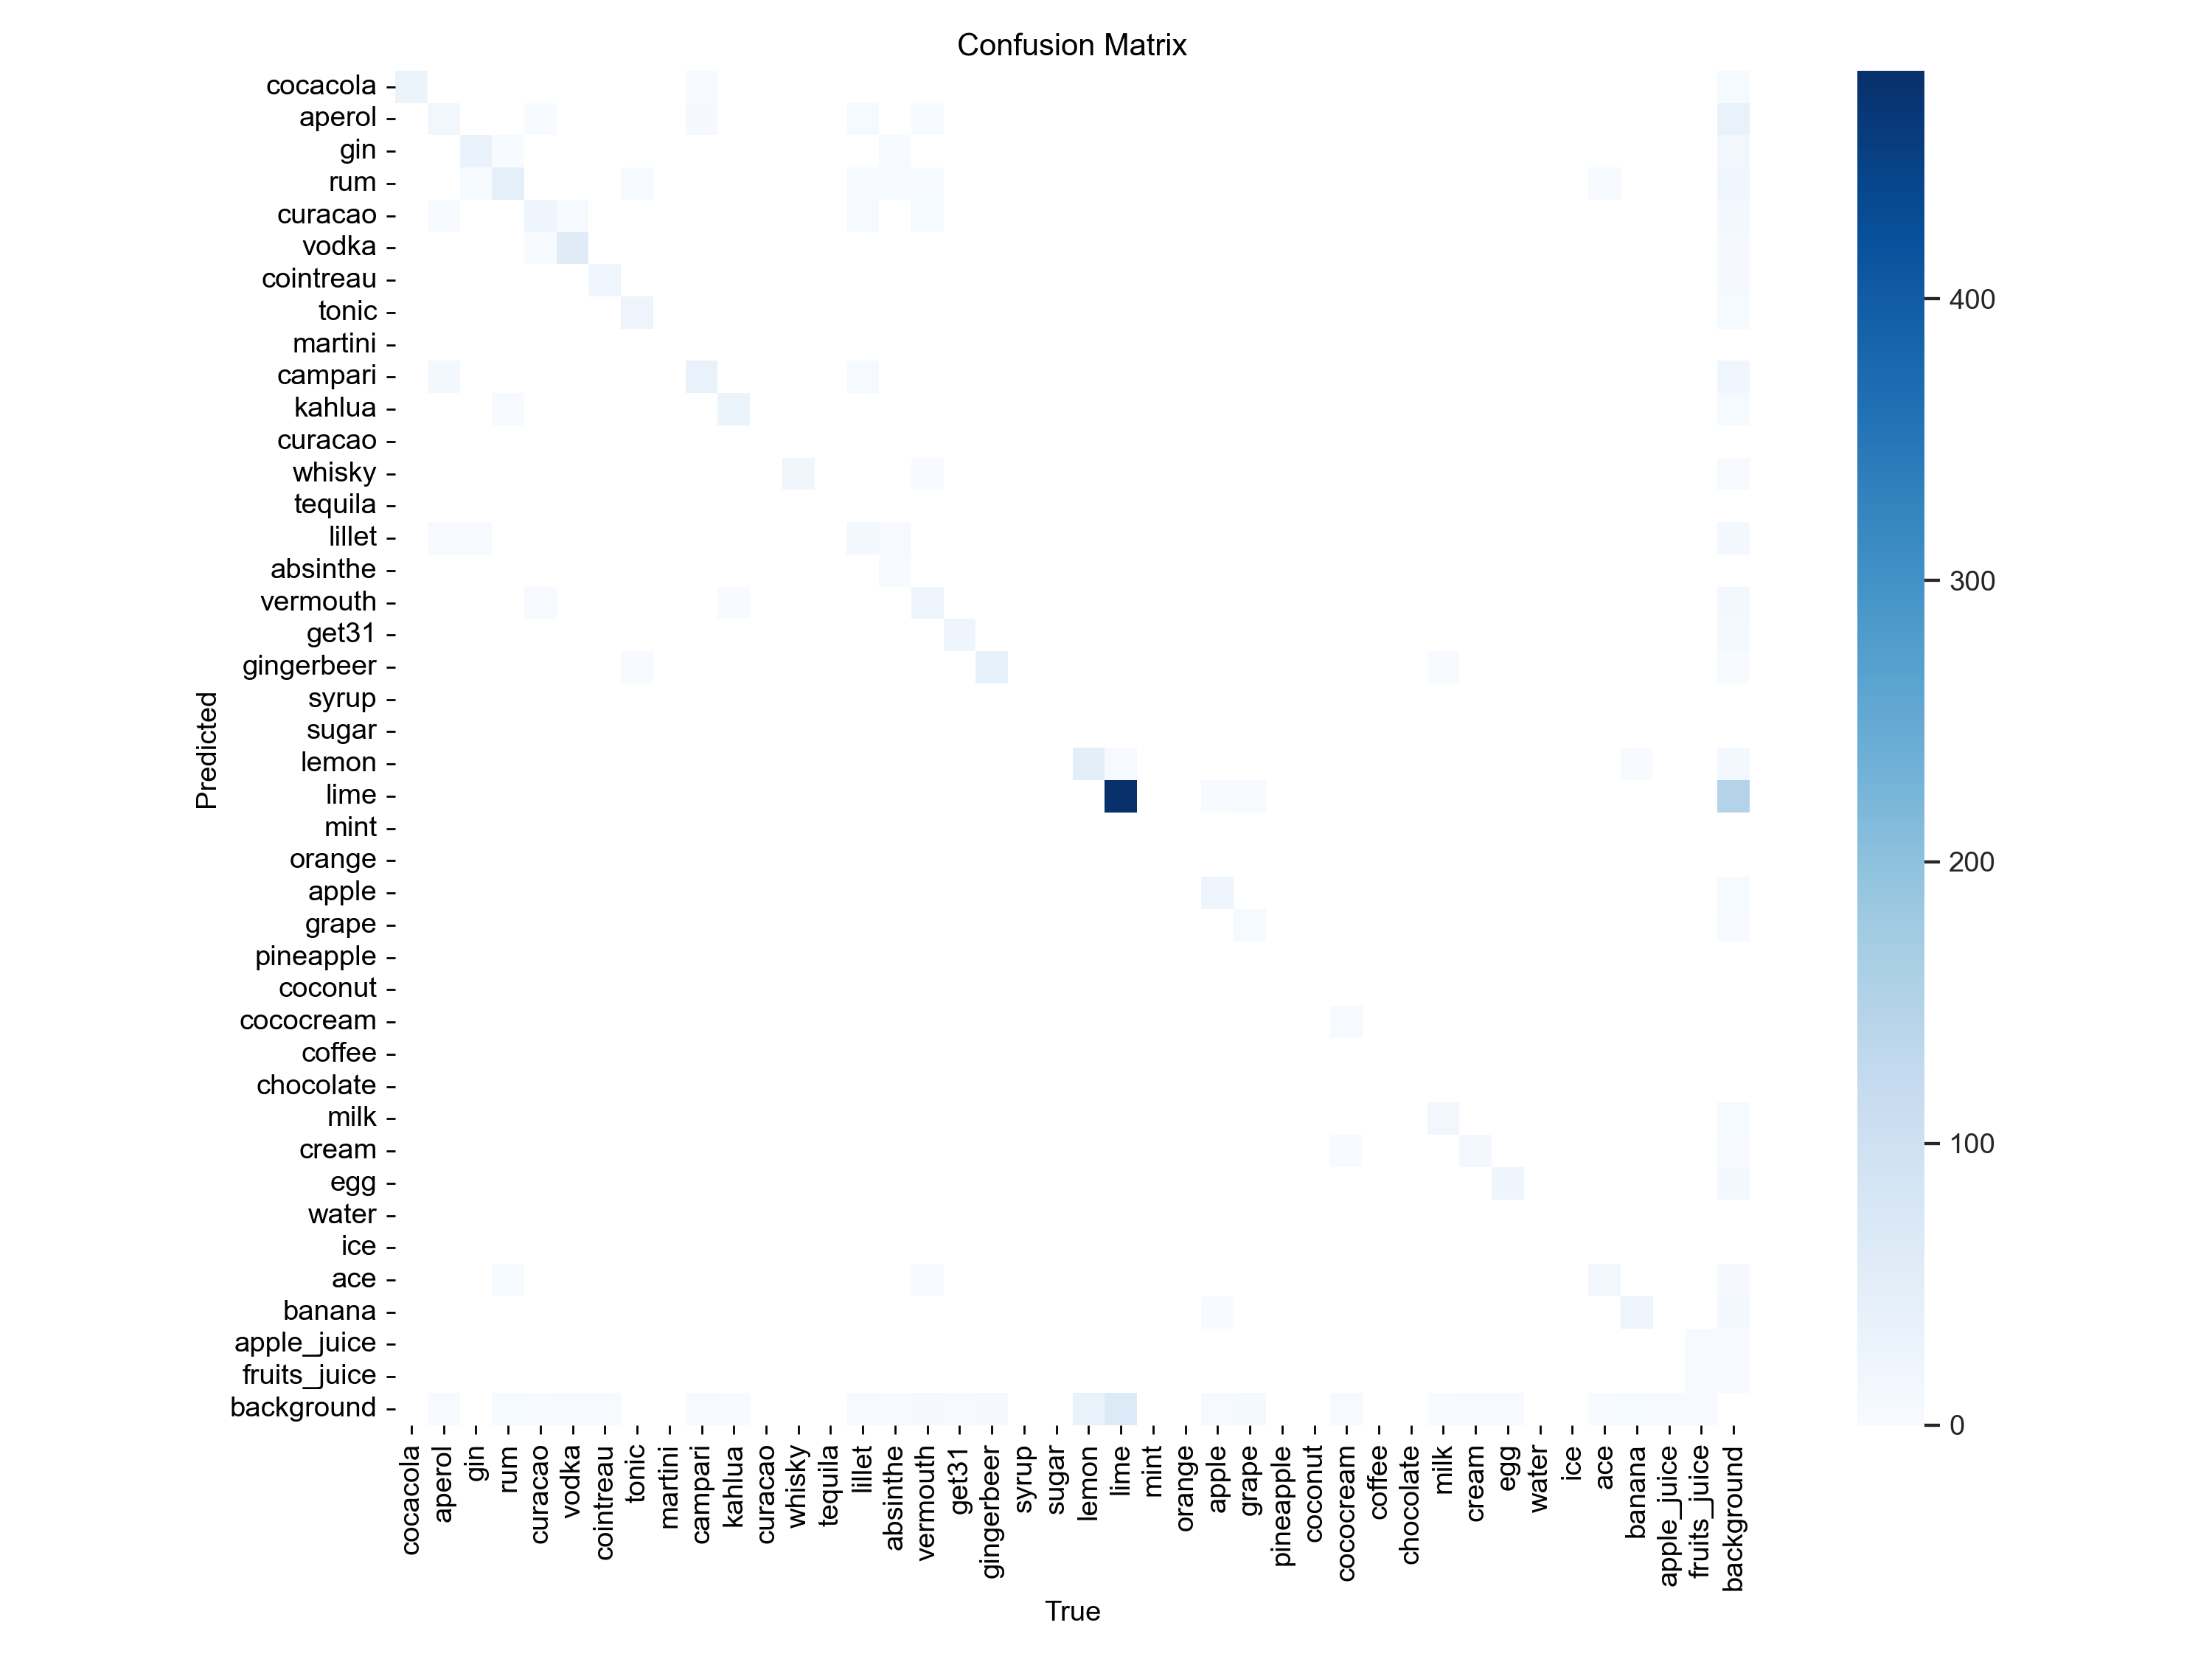 Confusion Matrix
cocacola
aperol
gin
rum
curacao
vodka
cointreau
tonic
martini
campari
kahlua
curacao
whisky
tequila
lillet
absinthe
vermouth
get31
gingerbeer
syrup
sugar
lemon
lime
mint
orange
apple
grape
pineapple
coconut
cococream
coffee
chocolate
milk
cream
egg
water
ice
ace
banana
apple_juice
fruits_juice
background
Predicted
cocacola
aperol
gin
rum
curacao
vodka
cointreau
tonic
martini
campari
kahlua
curacao
whisky
tequila
lillet
absinthe
vermouth
get31
gingerbeer
syrup
sugar
lemon
lime
mint
orange
apple
grape
pineapple
coconut
cococream
coffee
chocolate
milk
cream
egg
water
ice
ace
banana
apple_juice
fruits_juice
background
True
400
300
200
100
0